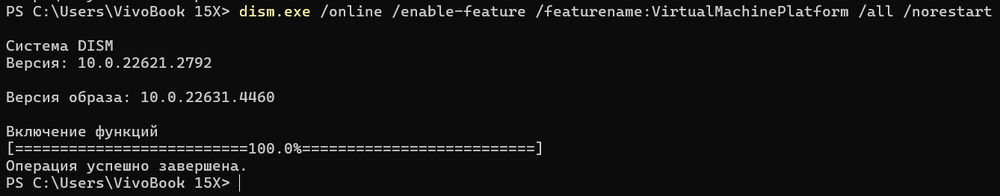 PS C:\Users\VivoBook 15X> dism.exe /online /enable-feature /featurename:VirtualMachinePlatform /all /norestart
Cистема DISM
Версия: 10.0.22621.2792
Версия образа: 10.0.22631.4460
Включение функций
[==========================100.0%==========================]
Операция успешно завершена.
PS C:\Users\VivoBook 15X>